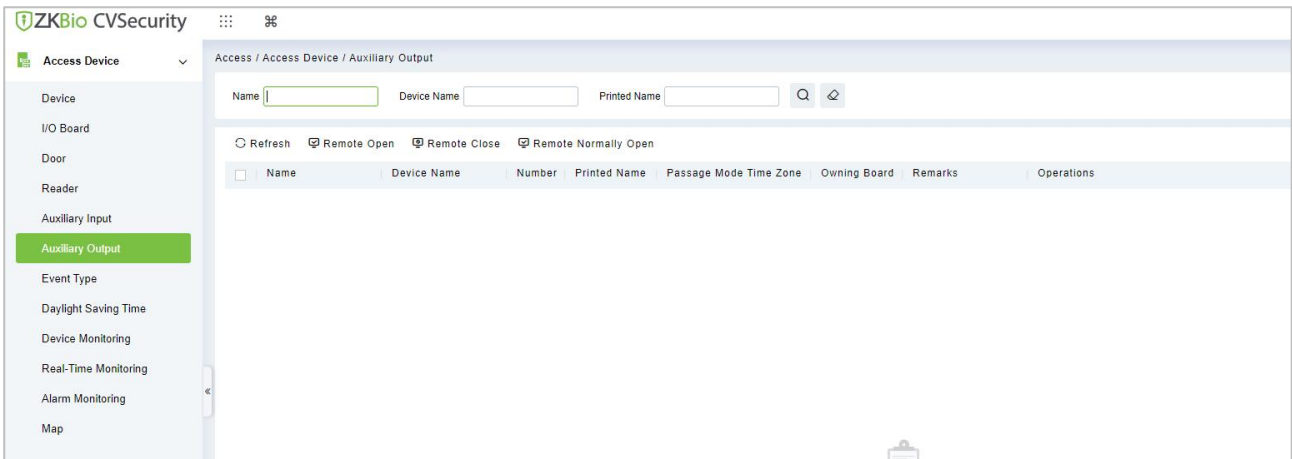 ZKBio CVSecurity
Access Device
Access / Access Device / Auxiliary Output
Device
Name Device Name Printed Name
I/O Board
Refresh Remote Open Remote Close Remote Normally Open
Door
Name Device Name Number Printed Name Passage Mode Time Zone Owning Board Remarks Operations
Reader
Auxiliary Input
Auxiliary Output
Event Type
Daylight Saving Time
Device Monitoring
Real-Time Monitoring
Alarm Monitoring
Map